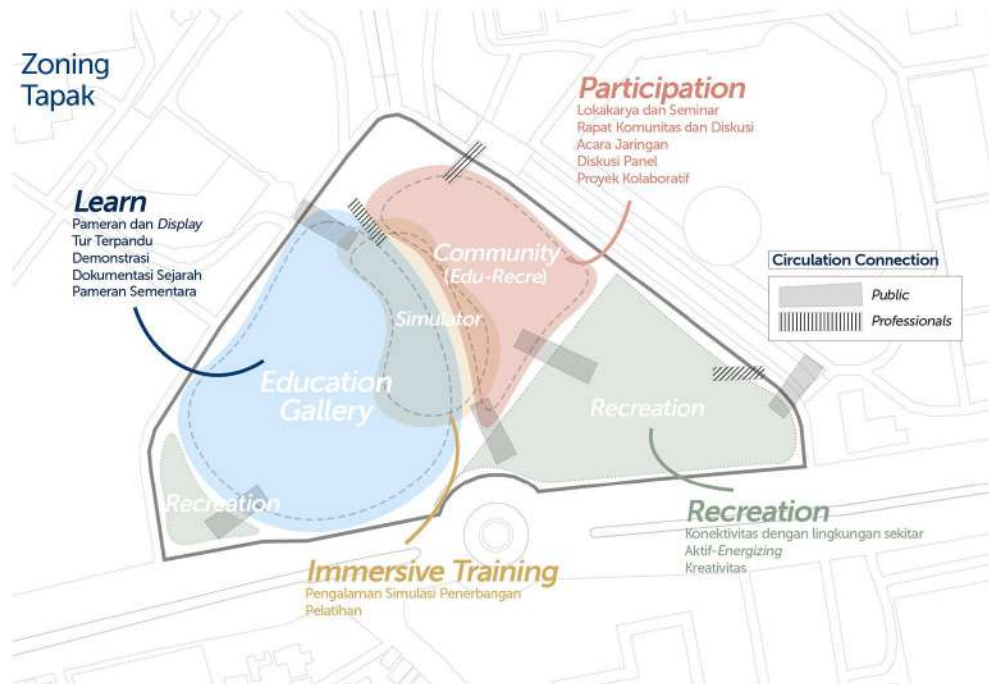 Zoning
Tapak
Participation
Lokakarya dan Seminar
Rapat Komunitas dan Diskusi
Acara Jaringan
Diskusi Panel
Proyek Kolaboratif
Learn
Pameran dan Display
Tur Terpandu
Demonstrasi
Dokumentasi Sejarah
Pameran Sementara
Community
(Edu-Recre)
Simulator
Education
Gallery
Recreation
Recreation
Circulation Connection
Public
Professionals
Immersive Training
Pengalaman Simulasi Penerbangan
Pelatihan
Recreation
Konektivitas dengan lingkungan sekitar
Aktif-Energizing
Kreativitas